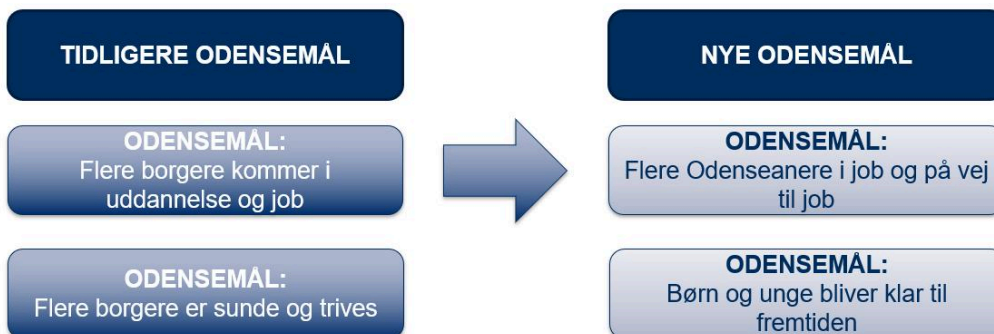 TIDLIGERE ODENSEMÅL
ODENSEMÅL:
Flere borgere kommer i
uddannelse og job
ODENSEMÅL:
Flere borgere er sunde og trives
NYE ODENSEMÅL
ODENSEMÅL:
Flere Odenseanere i job og på vej
til job
ODENSEMÅL:
Børn og unge bliver klar til
fremtiden